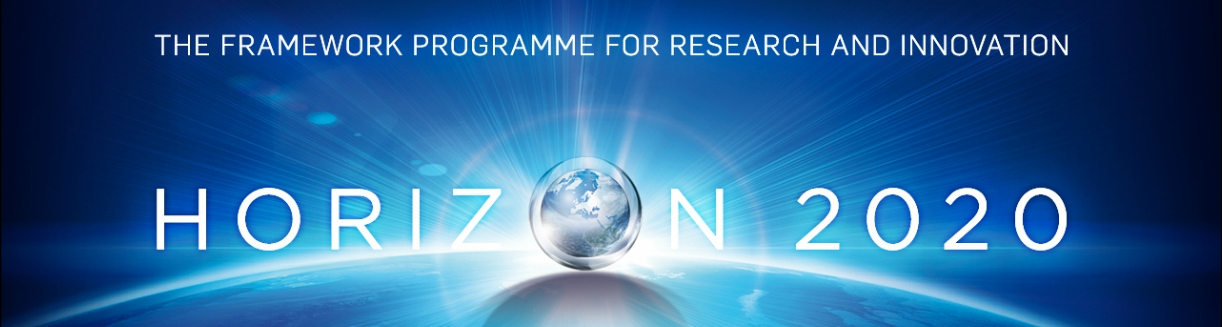 THE FRAMEWORK PROGRAMME FOR RESEARCH AND INNOVATION
HORIZON 2020